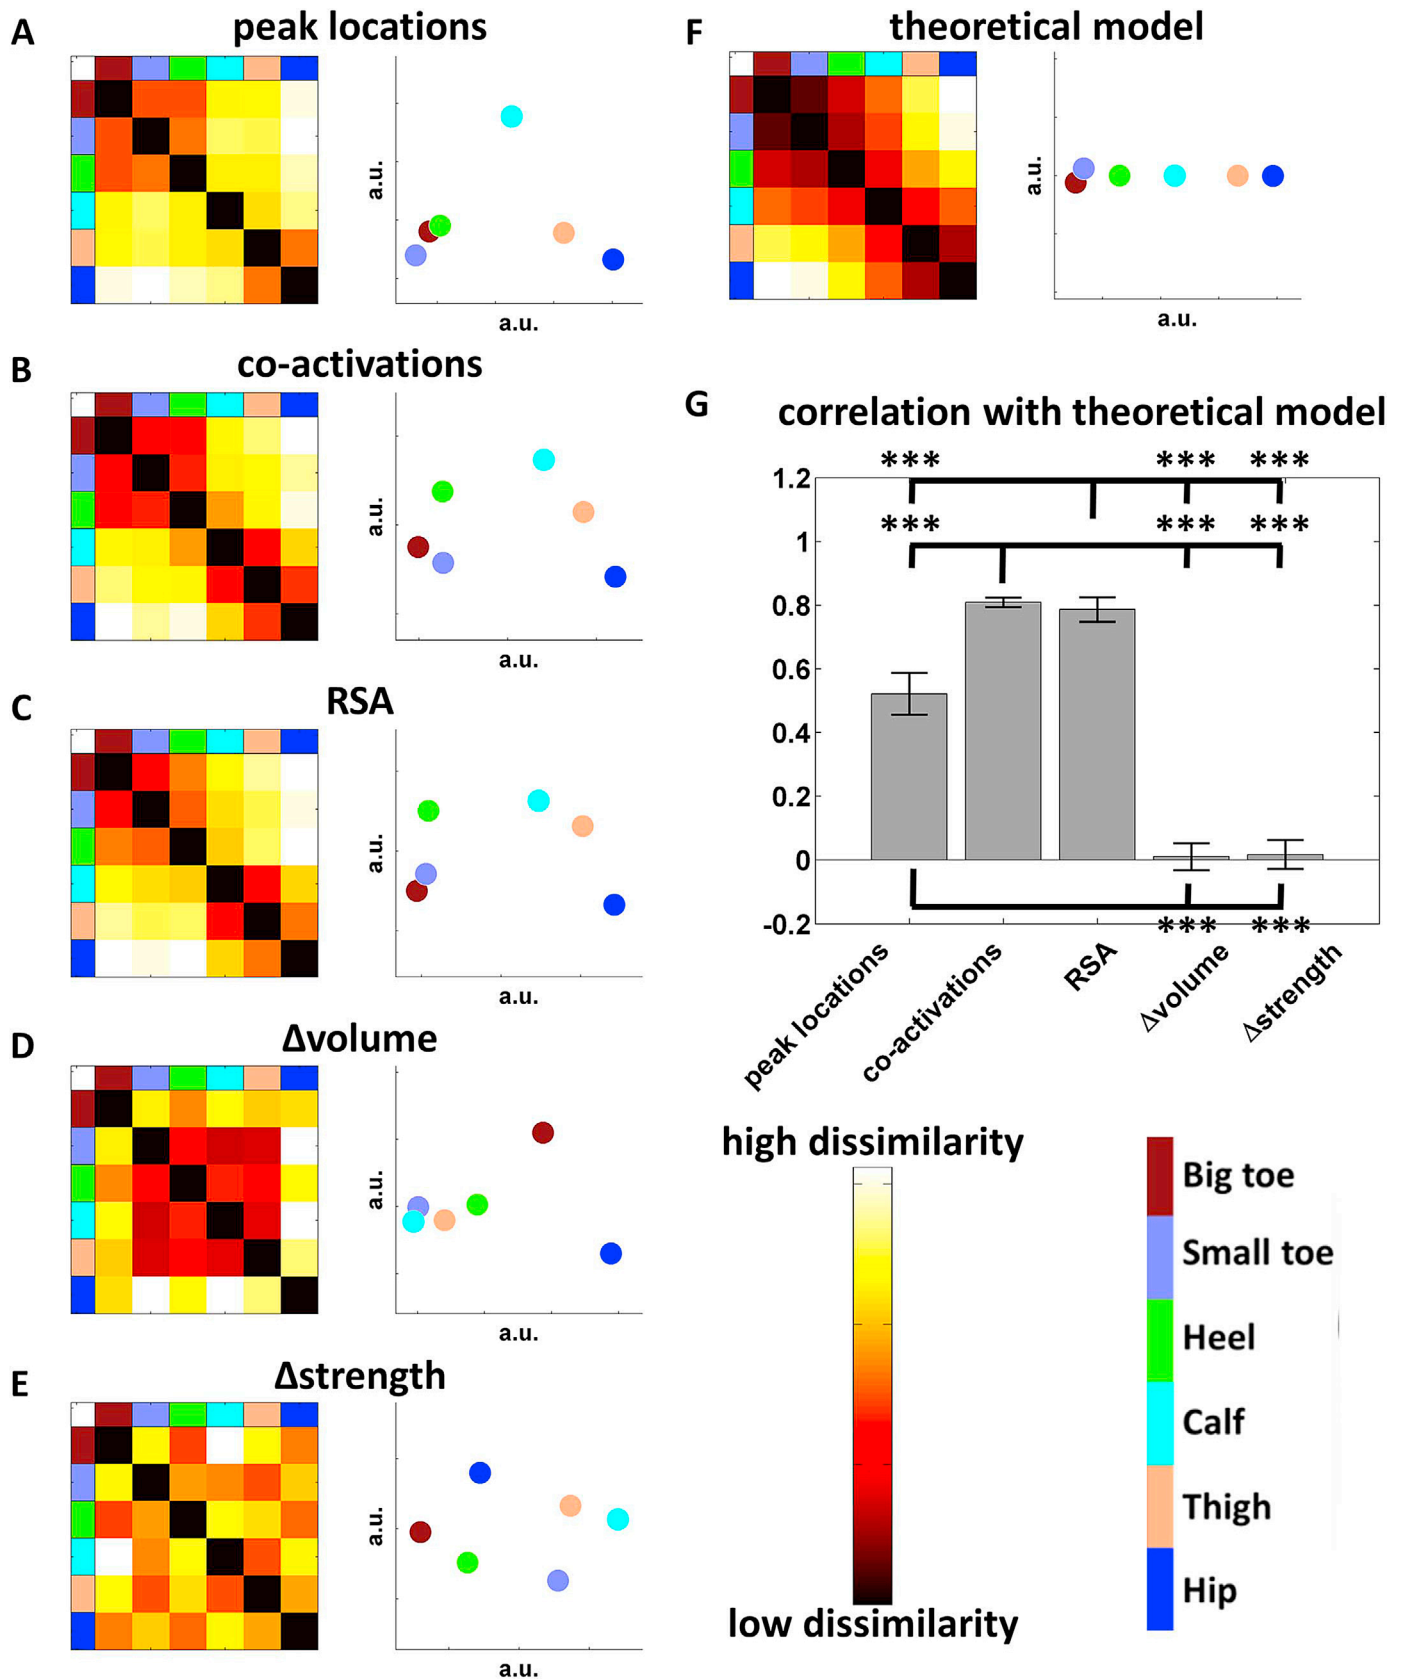 A
peak locations
a.u.
a.u.
B
co-activations
a.u.
a.u.
C
RSA
a.u.
a.u.
D
Δvolume
a.u.
a.u.
E
Δstrength
a.u.
a.u.
F
theoretical model
a.u.
a.u.
G
correlation with theoretical model
*** *** ***
1.2
*** *** ***
1
0.8
0.6
0.4
0.2
0
-0.2
*** ***
peak locations
co-activations
RSA
Δvolume
Δstrength
high dissimilarity
low dissimilarity
Big toe
Small toe
Heel
Calf
Thigh
Hip